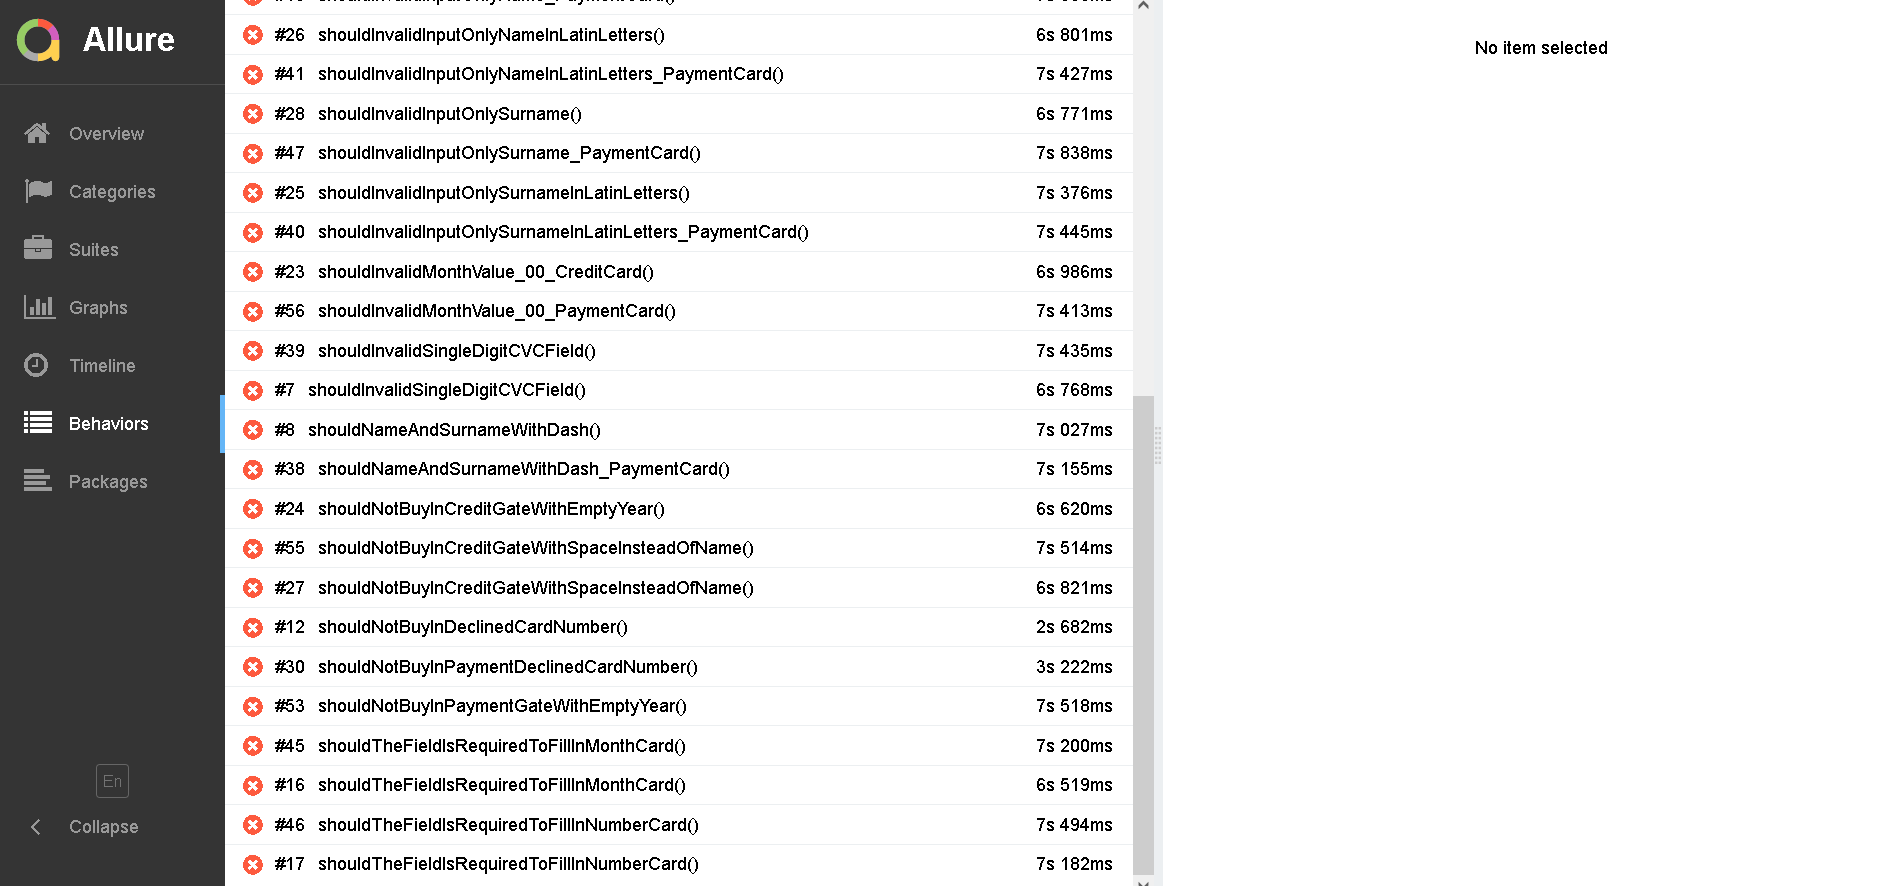 Allure
Overview
Categories
Suites
Graphs
Timeline
Behaviors
Packages
En
Collapse
#26 shouldInvalidInputOnlyNameInLatinLetters() 6s 801ms
#41 shouldInvalidInputOnlyNameInLatinLetters_PaymentCard() 7s 427ms
#28 shouldInvalidInputOnlySurname() 6s 771ms
#47 shouldInvalidInputOnlySurname_PaymentCard() 7s 838ms
#25 shouldInvalidInputOnlySurnameInLatinLetters() 7s 376ms
#40 shouldInvalidInputOnlySurnameInLatinLetters_PaymentCard() 7s 445ms
#23 shouldInvalidMonthValue_00_CreditCard() 6s 986ms
#56 shouldInvalidMonthValue_00_PaymentCard() 7s 413ms
#39 shouldInvalidSingleDigitCVCField() 7s 435ms
#7 shouldInvalidSingleDigitCVCField() 6s 768ms
#8 shouldNameAndSurnameWithDash() 7s 027ms
#38 shouldNameAndSurnameWithDash_PaymentCard() 7s 155ms
#24 shouldNotBuyInCreditGateWithEmptyYear() 6s 620ms
#55 shouldNotBuyInCreditGateWithSpaceInsteadOfName() 7s 514ms
#27 shouldNotBuyInCreditGateWithSpaceInsteadOfName() 6s 821ms
#12 shouldNotBuyInDeclinedCardNumber() 2s 682ms
#30 shouldNotBuyInPaymentDeclinedCardNumber() 3s 222ms
#53 shouldNotBuyInPaymentGateWithEmptyYear() 7s 518ms
#45 shouldTheFieldIsRequiredToFillInMonthCard() 7s 200ms
#16 shouldTheFieldIsRequiredToFillInMonthCard() 6s 519ms
#46 shouldTheFieldIsRequiredToFillInNumberCard() 7s 494ms
#17 shouldTheFieldIsRequiredToFillInNumberCard() 7s 182ms
No item selected